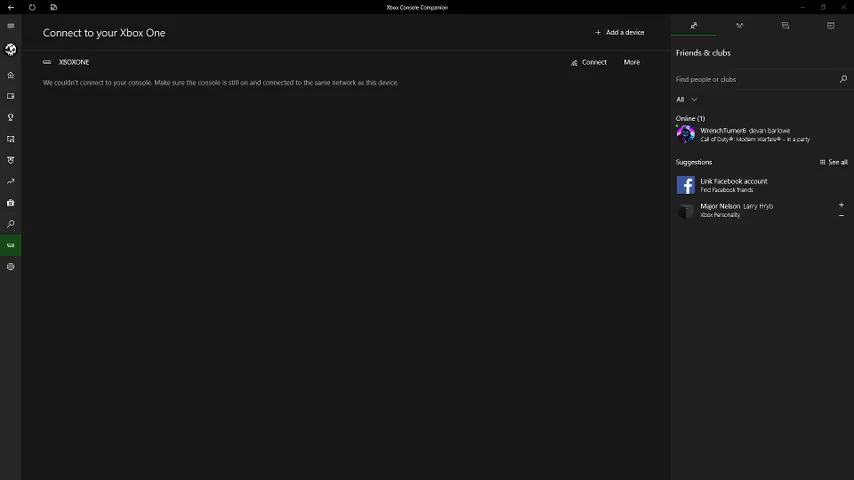 Xbox Console Companion
Connect to your Xbox One
Add a device
XBOXONE
Connect
More
We couldn't connect to your console. Make sure the console is still on and connected to the same network as this device.
Friends & clubs
Find people or clubs
All
Online (1)
WrenchTurner6 devan barlowe
Call of Duty®: Modern Warfare® - In a party
Suggestions
See all
Link Facebook account
Find Facebook friends
Major Nelson Larry Hryb
Xbox Personality